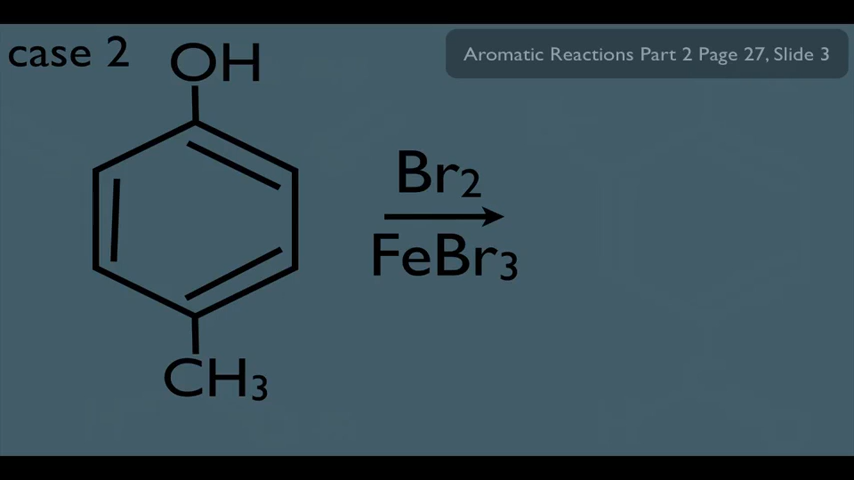 case 2
OH
Aromatic Reactions Part 2 Page 27, Slide 3
Br2
FeBr3
CH3